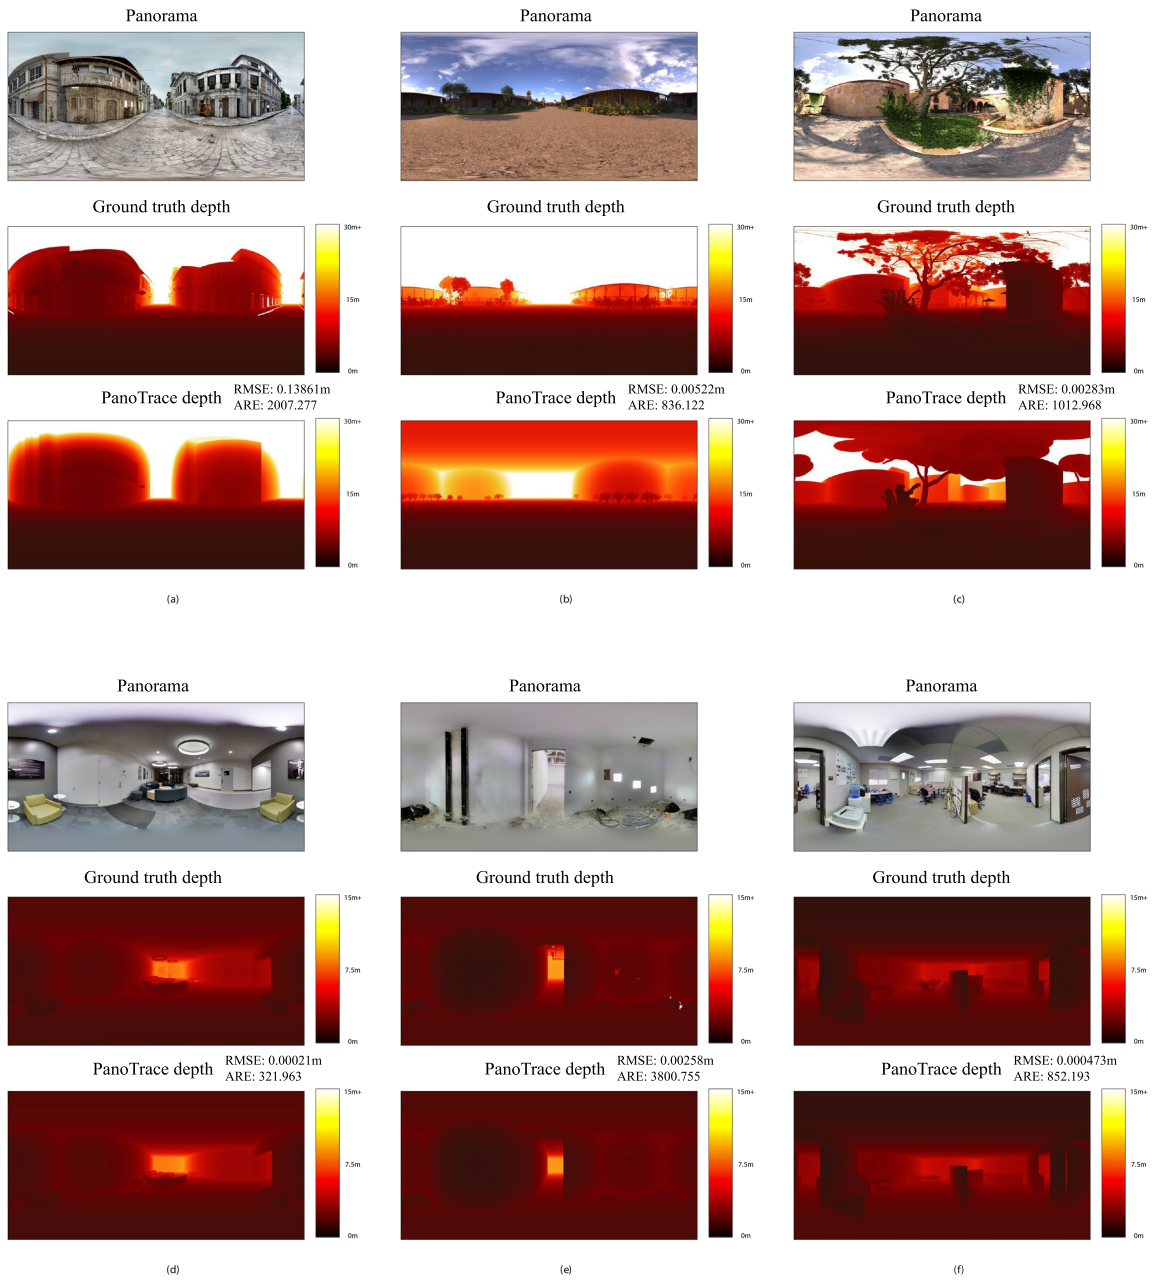 Panorama
Ground truth depth
30m+
15m
0m
PanoTrace depth
RMSE: 0.13861m
ARE: 2007.277
30m+
15m
0m
(a)
Panorama
Ground truth depth
30m+
15m
0m
PanoTrace depth
RMSE: 0.00522m
ARE: 836.122
30m+
15m
0m
(b)
Panorama
Ground truth depth
30m+
15m
0m
PanoTrace depth
RMSE: 0.00283m
ARE: 1012.968
30m+
15m
0m
(c)
Panorama
Ground truth depth
15m+
7.5m
0m
PanoTrace depth
RMSE: 0.00021m
ARE: 321.963
15m+
7.5m
0m
(d)
Panorama
Ground truth depth
15m+
7.5m
0m
PanoTrace depth
RMSE: 0.00258m
ARE: 3800.755
15m+
7.5m
0m
(e)
Panorama
Ground truth depth
15m+
7.5m
0m
PanoTrace depth
RMSE: 0.000473m
ARE: 852.193
15m+
7.5m
0m
(f)